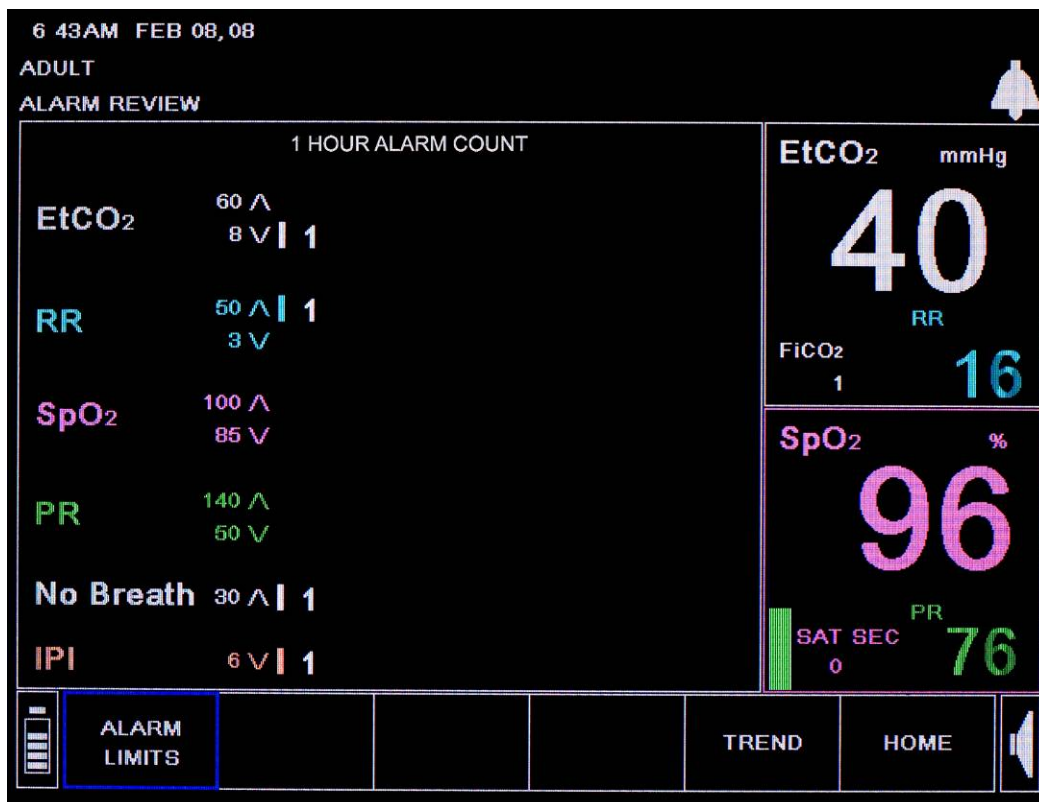 6 43AM FEB 08,08
ADULT
ALARM REVIEW
1 HOUR ALARM COUNT
EtCO2
60
8 1
RR
50 1
3
SpO2
100
85
PR
140
50
No Breath 30 1
IPI 6 1
EtCO2 mmHg
40
RR
FiCO2
1
16
SpO2 %
96
PR
SAT SEC
0
76
ALARM
LIMITS
TREND
HOME